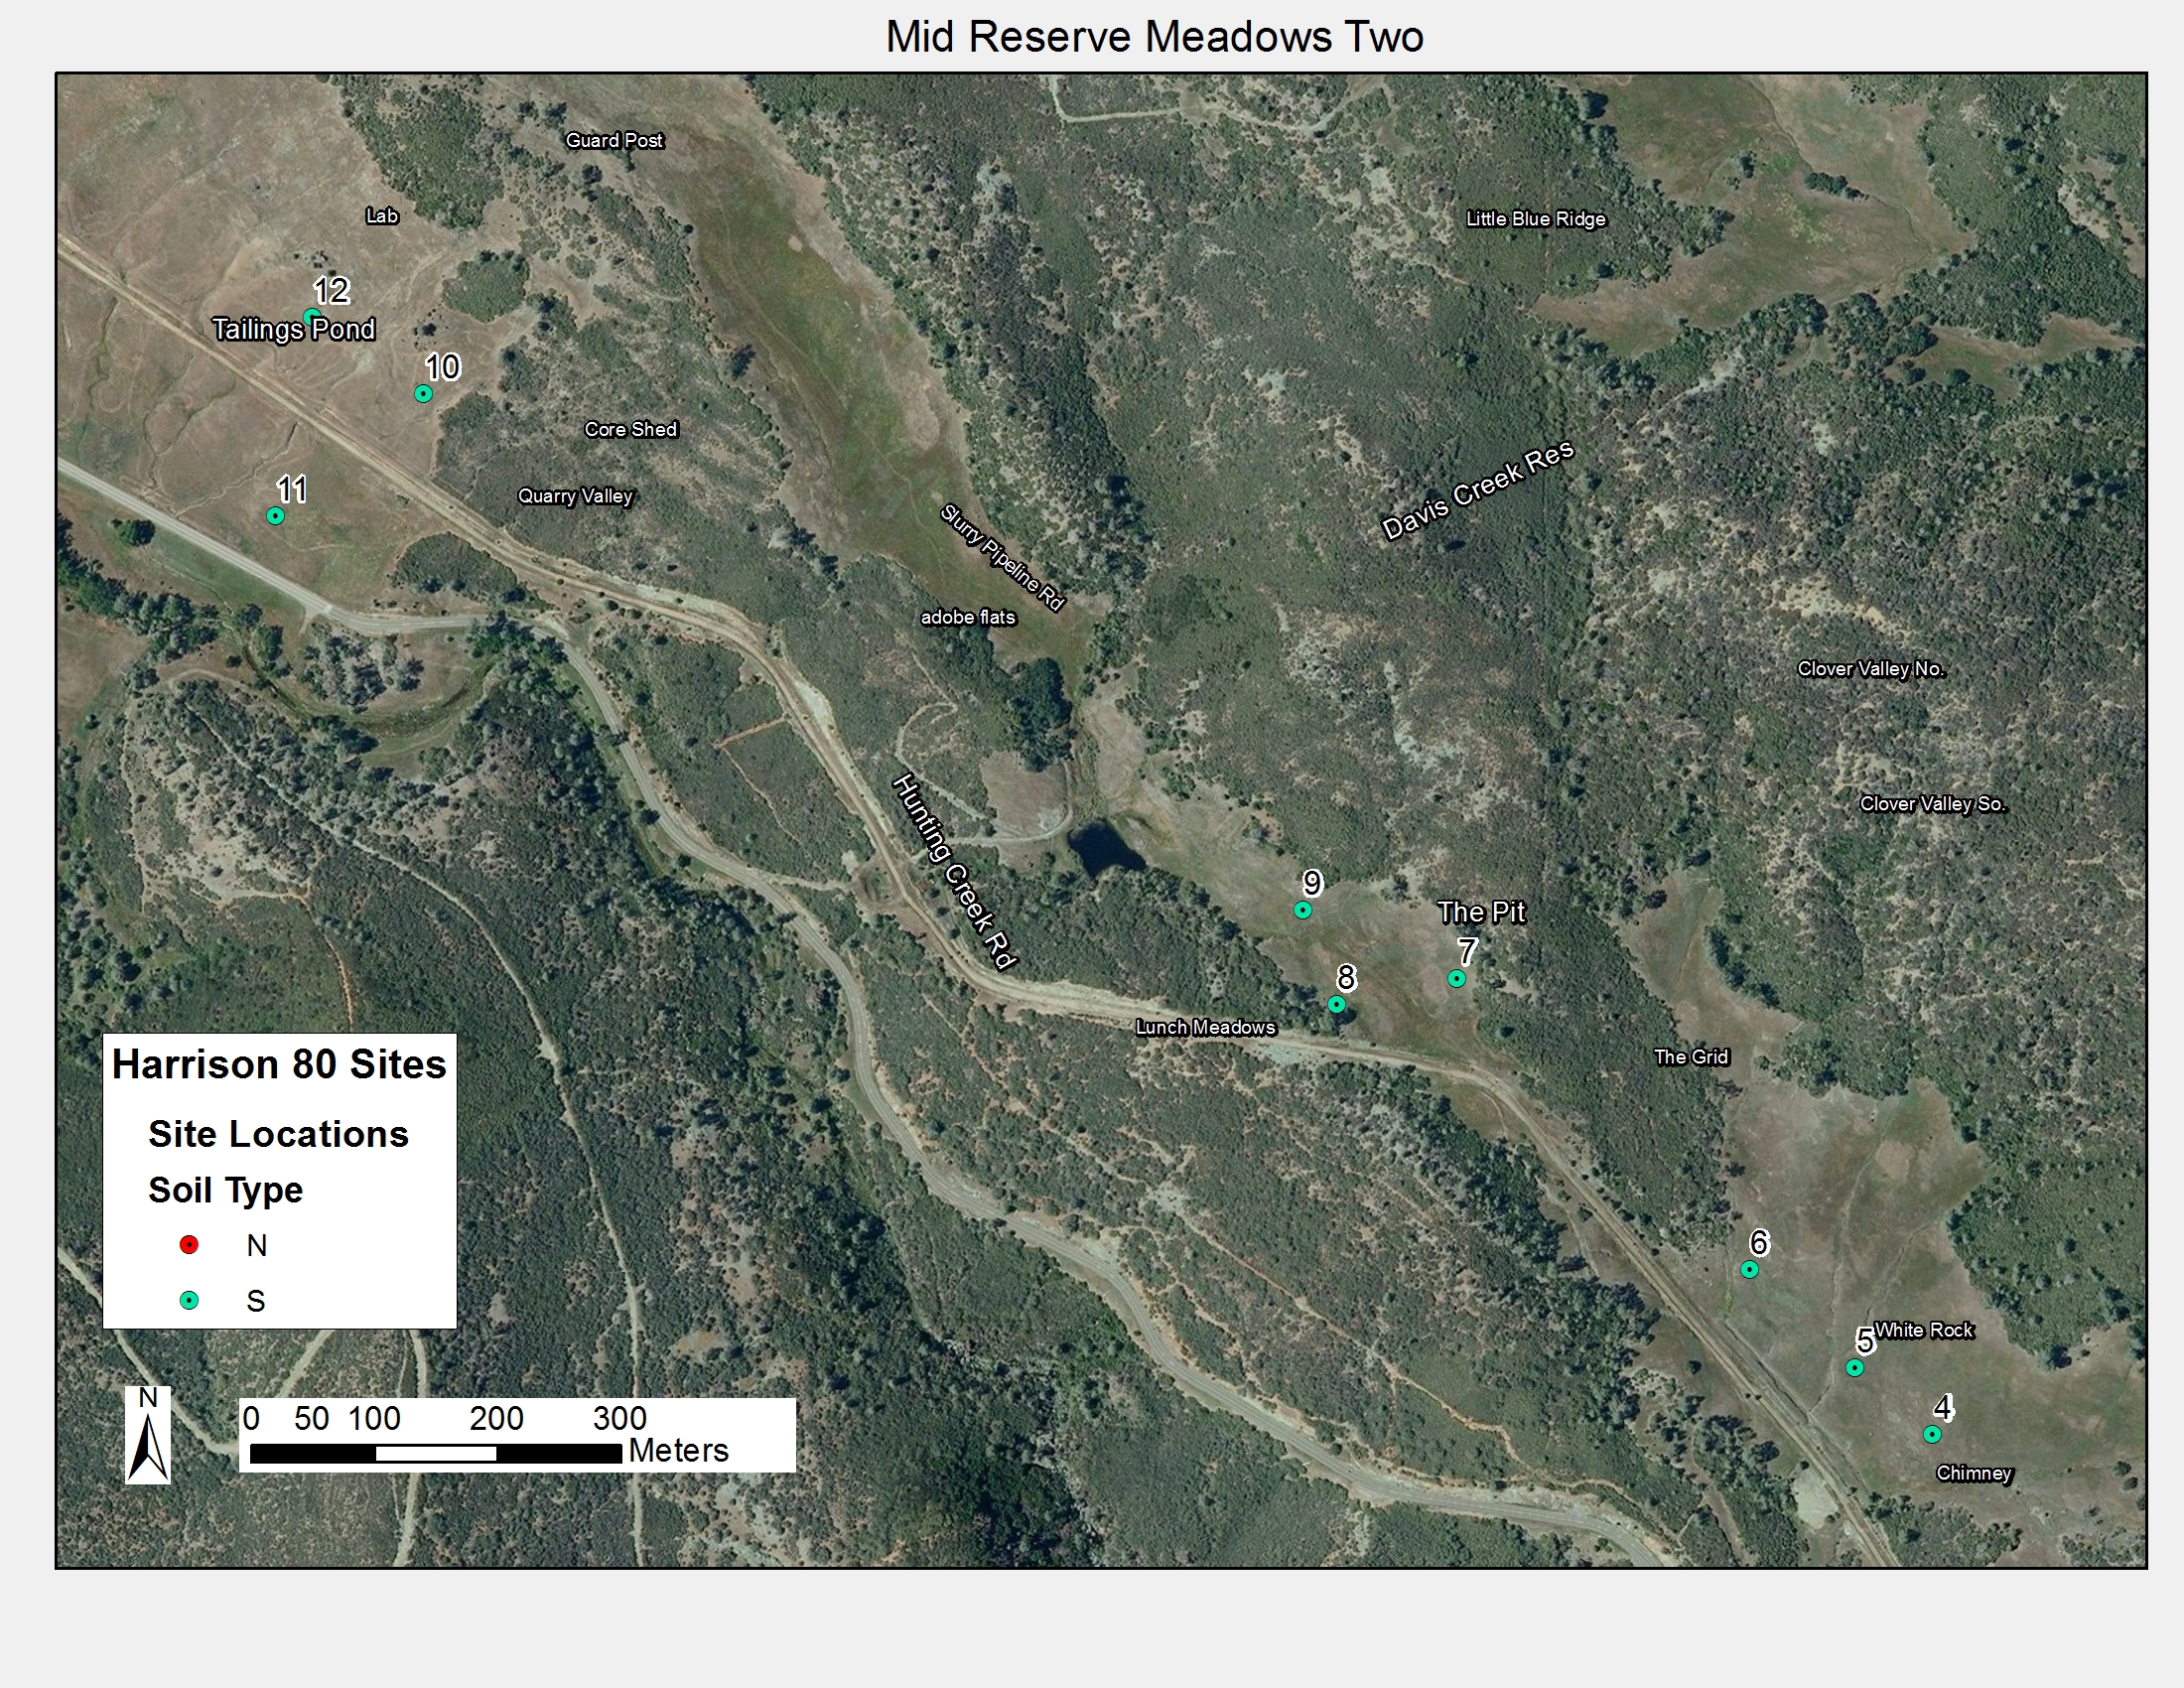 Mid Reserve Meadows Two
Guard Post
Lab
Little Blue Ridge
12
Tailings Pond
10
Core Shed
Davis Creek Res
11
Quarry Valley
Slurry Pipeline Rd
adobe flats
Clover Valley No.
Clover Valley So.
Hunting Creek Rd
9
The Pit
7
8
Lunch Meadows
The Grid
6
White Rock
5
4
Chimney
Harrison 80 Sites
Site Locations
Soil Type
N
S
N
0 50 100 200 300
Meters